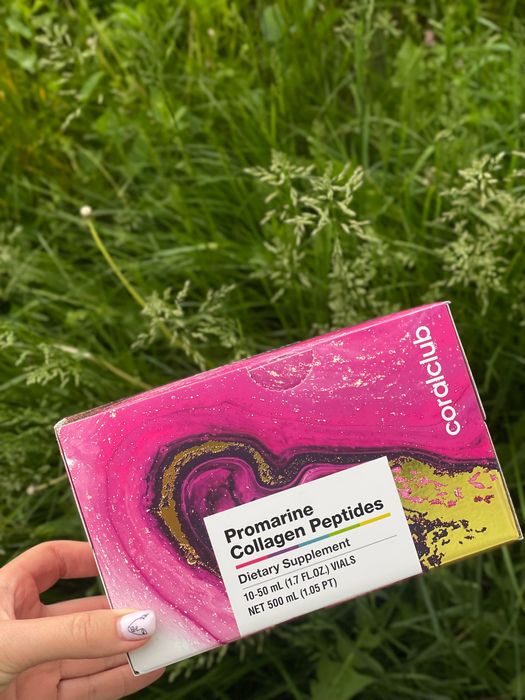 coralclub
Promarine
Collagen Peptides
Dietary Supplement
10-50 mL (1.7 FL.OZ.) VIALS
NET 500 mL (1.05 PT)